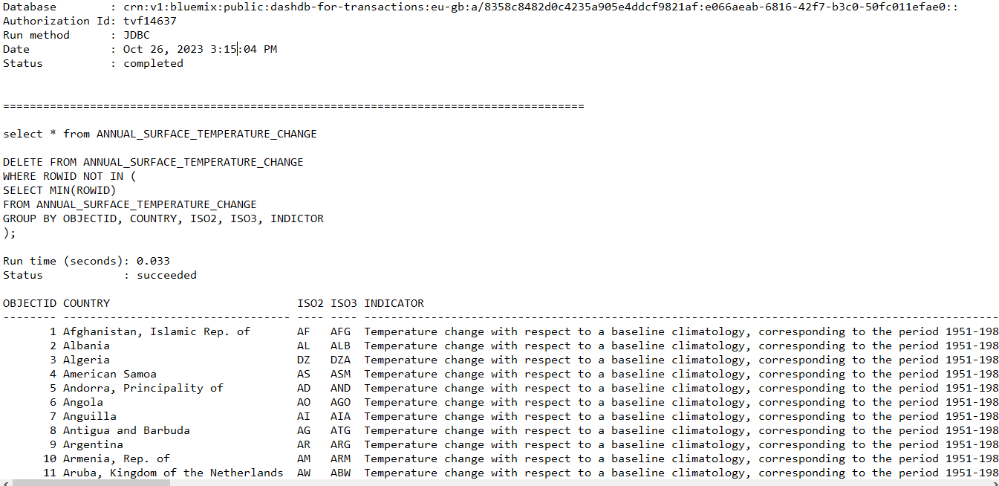 Database        : crn:v1:bluemix:public:dashdb-for-transactions:eu-gb:a/8358c8482d0c4235a905e4ddcf9821af:e066aeab-6816-42f7-b3c0-50fc011efae0::
Authorization Id: tvf14637
Run method      : JDBC
Date            : Oct 26, 2023 3:15:04 PM
Status          : completed
=======================================================================================
select * from ANNUAL_SURFACE_TEMPERATURE_CHANGE
DELETE FROM ANNUAL_SURFACE_TEMPERATURE_CHANGE
WHERE ROWID NOT IN (
SELECT MIN(ROWID)
FROM ANNUAL_SURFACE_TEMPERATURE_CHANGE
GROUP BY OBJECTID, COUNTRY, ISO2, ISO3, INDICTOR
);
Run time (seconds): 0.033
Status            : succeeded
OBJECTID COUNTRY                            ISO2 ISO3 INDICATOR
-------- ---------------------------------- ---- ---- -----------------------------------------------------------------------------------------------
1 Afghanistan, Islamic Rep. of       AF   AFG  Temperature change with respect to a baseline climatology, corresponding to the period 1951-198
2 Albania                            AL   ALB  Temperature change with respect to a baseline climatology, corresponding to the period 1951-198
3 Algeria                            DZ   DZA  Temperature change with respect to a baseline climatology, corresponding to the period 1951-198
4 American Samoa                     AS   ASM  Temperature change with respect to a baseline climatology, corresponding to the period 1951-198
5 Andorra, Principality of           AD   AND  Temperature change with respect to a baseline climatology, corresponding to the period 1951-198
6 Angola                             AO   AGO  Temperature change with respect to a baseline climatology, corresponding to the period 1951-198
7 Anguilla                           AI   AIA  Temperature change with respect to a baseline climatology, corresponding to the period 1951-198
8 Antigua and Barbuda                AG   ATG  Temperature change with respect to a baseline climatology, corresponding to the period 1951-198
9 Argentina                          AR   ARG  Temperature change with respect to a baseline climatology, corresponding to the period 1951-198
10 Armenia, Rep. of                   AM   ARM  Temperature change with respect to a baseline climatology, corresponding to the period 1951-198
11 Aruba, Kingdom of the Netherlands  AW   ABW  Temperature change with respect to a baseline climatology, corresponding to the period 1951-198